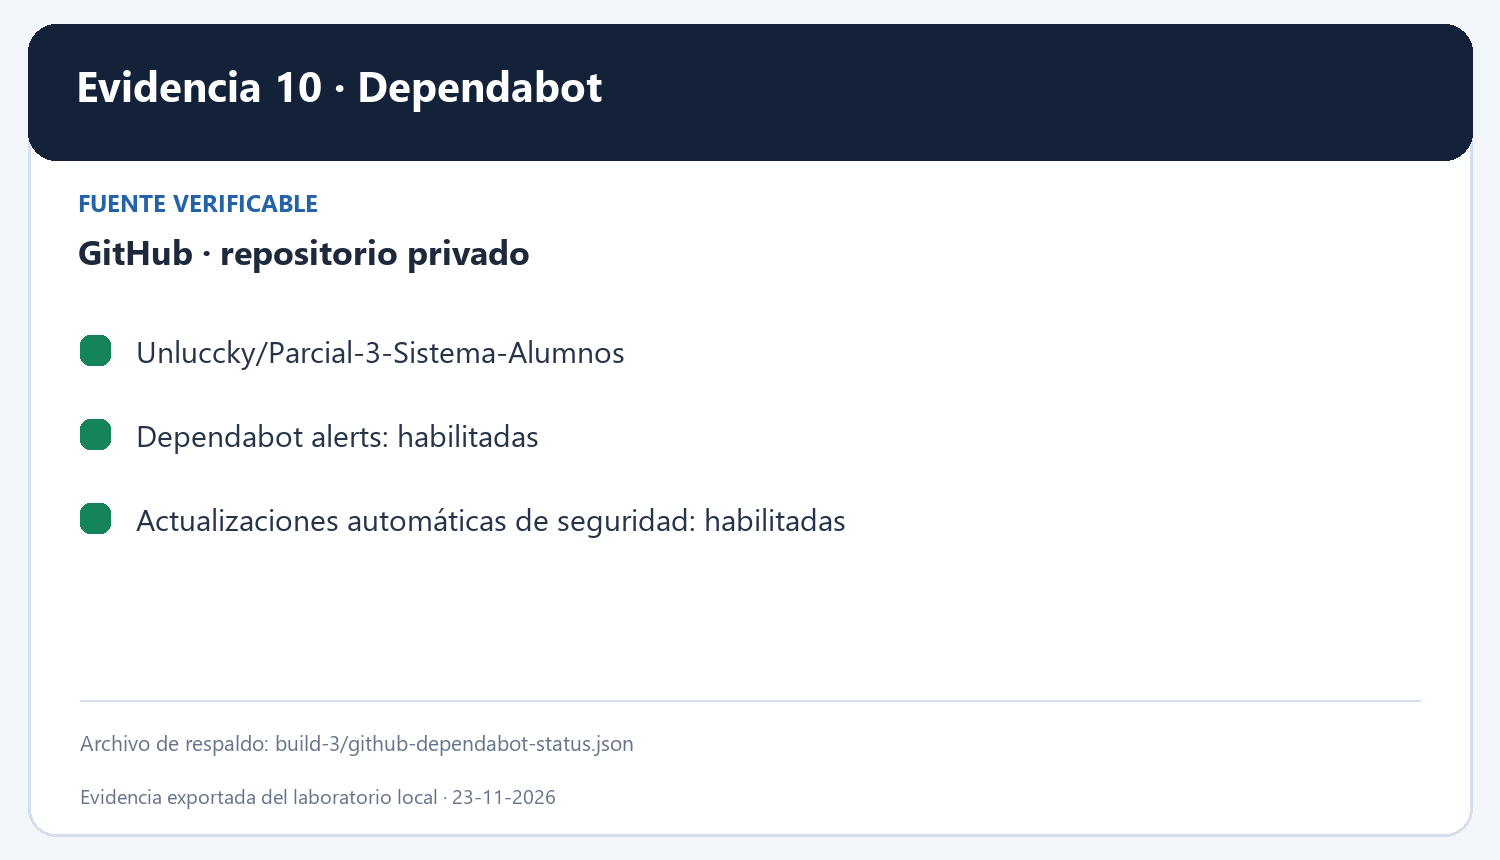 Evidencia 10 · Dependabot
FUENTE VERIFICABLE
GitHub · repositorio privado
Unluccky/Parcial-3-Sistema-Alumnos
Dependabot alerts: habilitadas
Actualizaciones automáticas de seguridad: habilitadas
Archivo de respaldo: build-3/github-dependabot-status.json
Evidencia exportada del laboratorio local · 23-11-2026